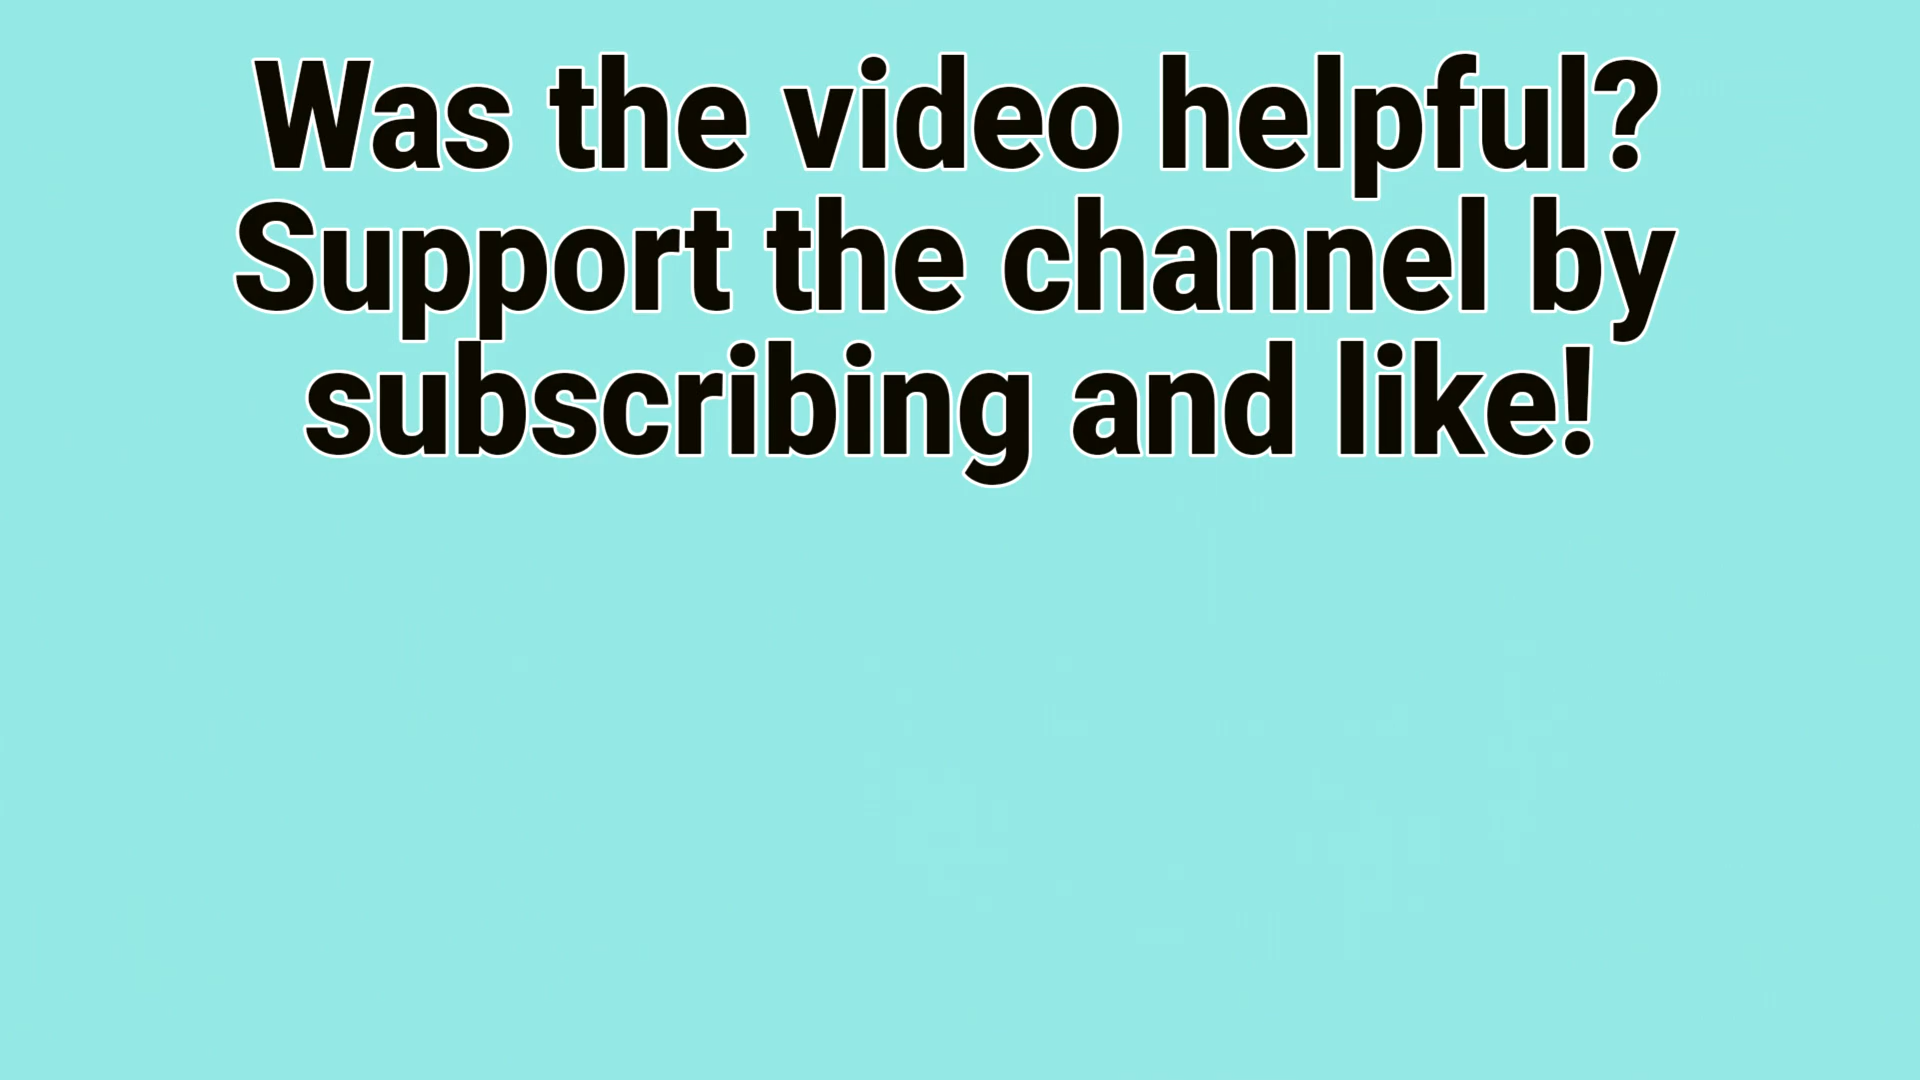 Was the video helpful?
Support the channel by
subscribing and like!